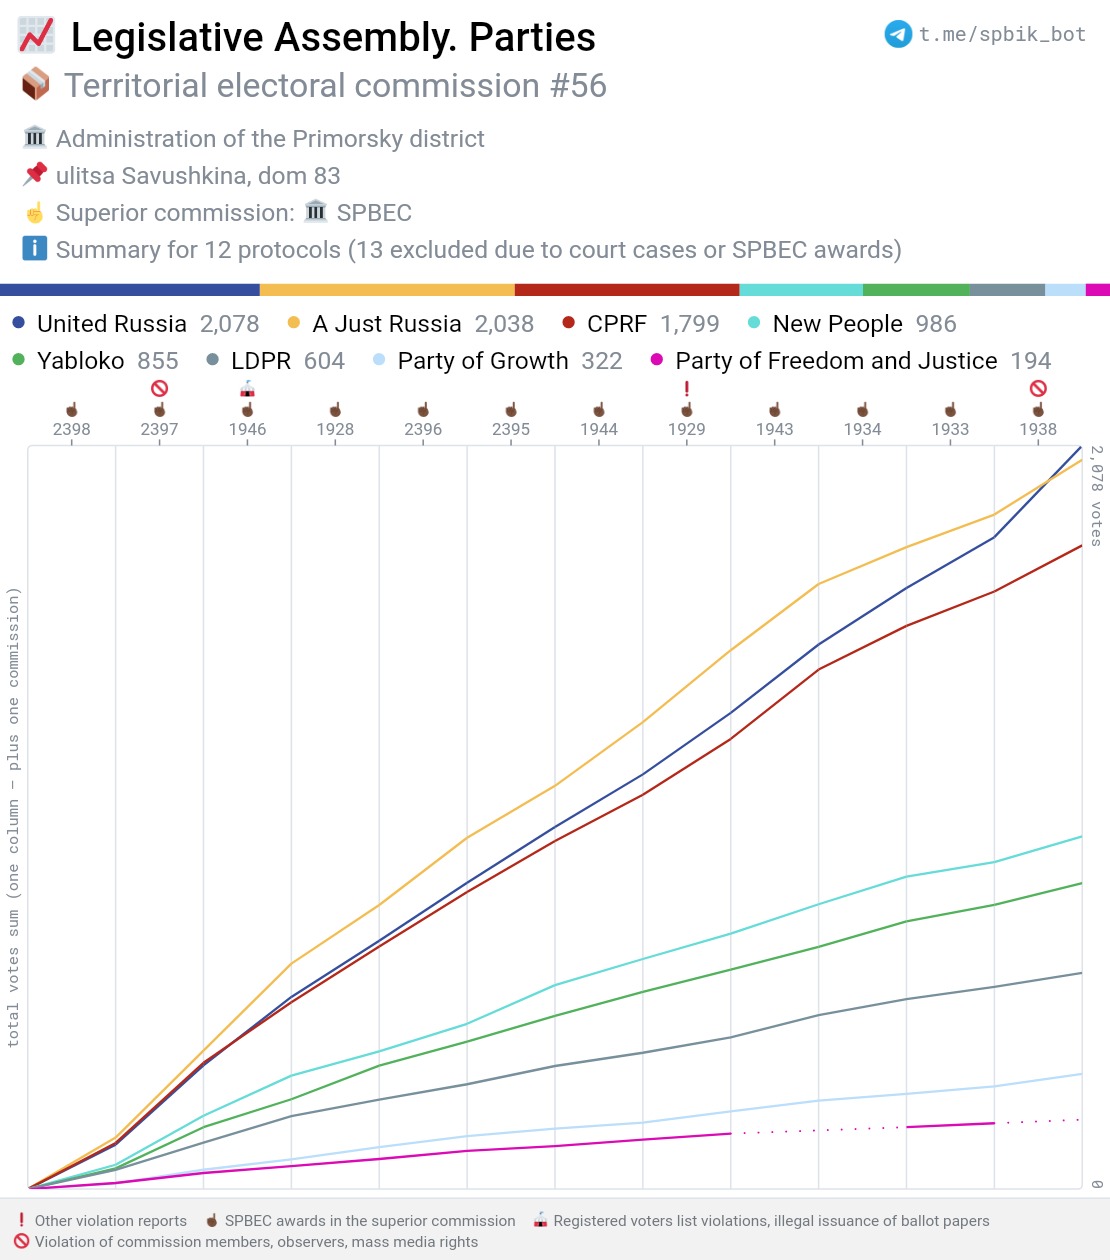 Legislative Assembly. Parties
t.me/spbik_bot
Territorial electoral commission #56
Administration of the Primorsky district
ulitsa Savushkina, dom 83
Superior commission: SPBEC
Summary for 12 protocols (13 excluded due to court cases or SPBEC awards)
United Russia 2,078 A Just Russia 2,038 CPRF 1,799 New People 986
Yabloko 855 LDPR 604 Party of Growth 322 Party of Freedom and Justice 194
2398 2397 1946 1928 2396 2395 1944 1929 1943 1934 1933 1938
2,078 votes
total votes sum (one column — plus one commission)
0
Other violation reports SPBEC awards in the superior commission Registered voters list violations, illegal issuance of ballot papers
Violation of commission members, observers, mass media rights